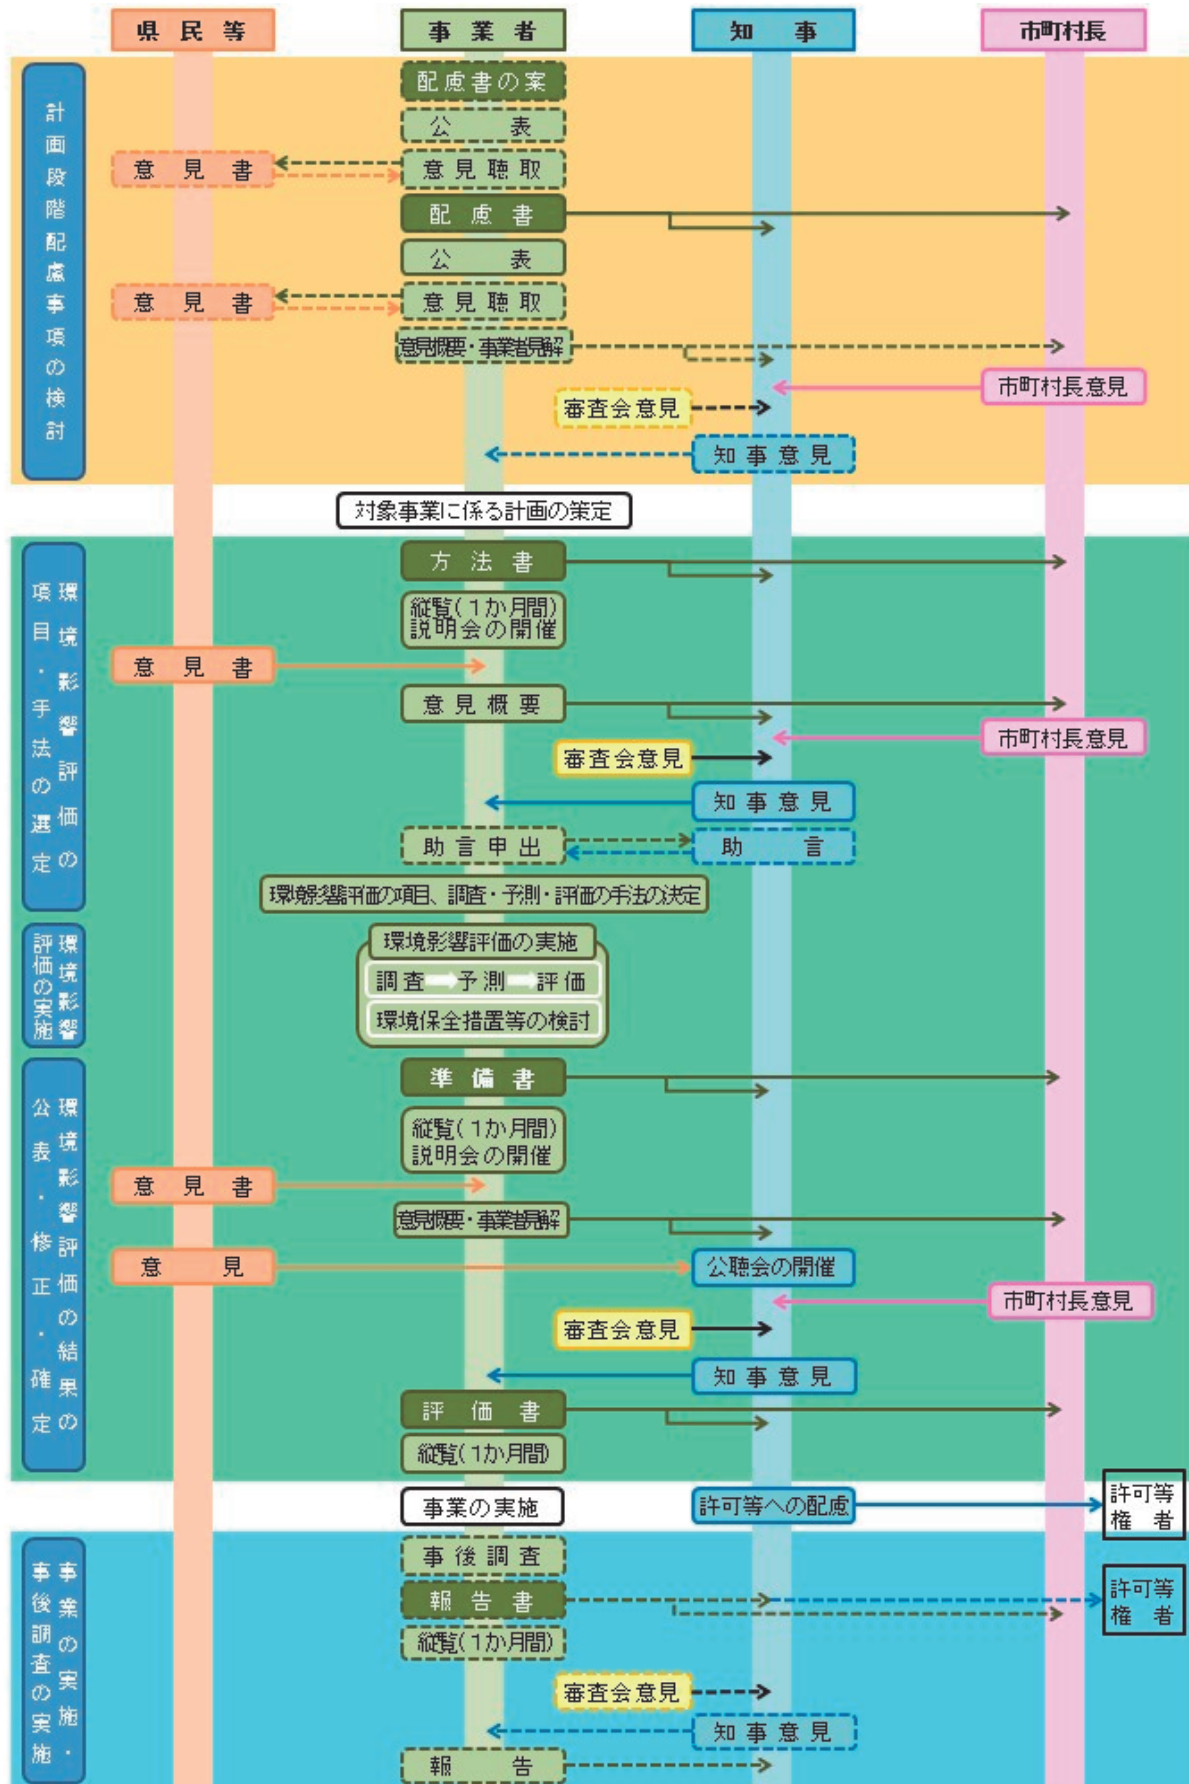 県民等
事業者
知事
市町村長
計画段階配慮事項の検討
配慮書の案
公表
意見書
意見聴取
配慮書
公表
意見書
意見聴取
意見概要・事業者見解
市町村長意見
審査会意見
知事意見
対象事業に係る計画の策定
環境影響評価の
項目・手法の選定
方法書
縦覧(1か月間)
説明会の開催
意見書
意見概要
市町村長意見
審査会意見
知事意見
助言申出
助言
環境影響評価の項目、調査・予測・評価の手法の決定
環境影響
評価の実施
環境影響評価の実施
調査➡予測➡評価
環境保全措置等の検討
環境影響評価の結果の
公表・修正・確定
準備書
縦覧(1か月間)
説明会の開催
意見書
意見概要・事業者見解
意見
公聴会の開催
市町村長意見
審査会意見
知事意見
評価書
縦覧(1か月間)
事業の実施
許可等への配慮
許可等
権者
事業の実施・
事後調査の実施
事後調査
報告書
許可等
権者
縦覧(1か月間)
審査会意見
知事意見
報告